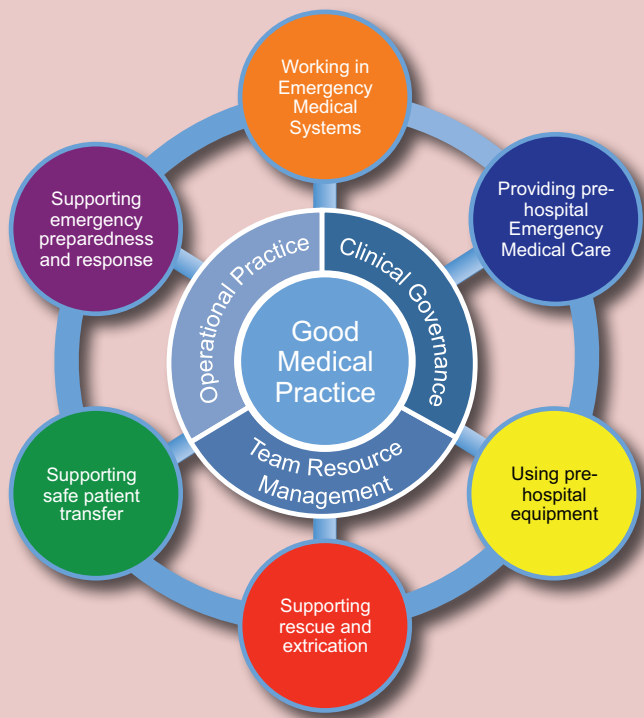 Working in
Emergency
Medical
Systems
Providing pre-
hospital
Emergency
Medical Care
Using pre-
hospital
equipment
Supporting
rescue and
extrication
Supporting
safe patient
transfer
Supporting
emergency
preparedness
and response
Operational Practice
Clinical Governance
Team Resource
Management
Good
Medical
Practice